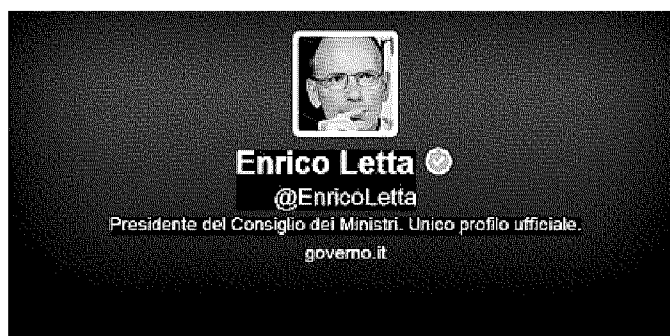 Enrico Letta
@EnricoLetta
Presidente del Consiglio dei Ministri. Unico profilo ufficiale.
governo.it